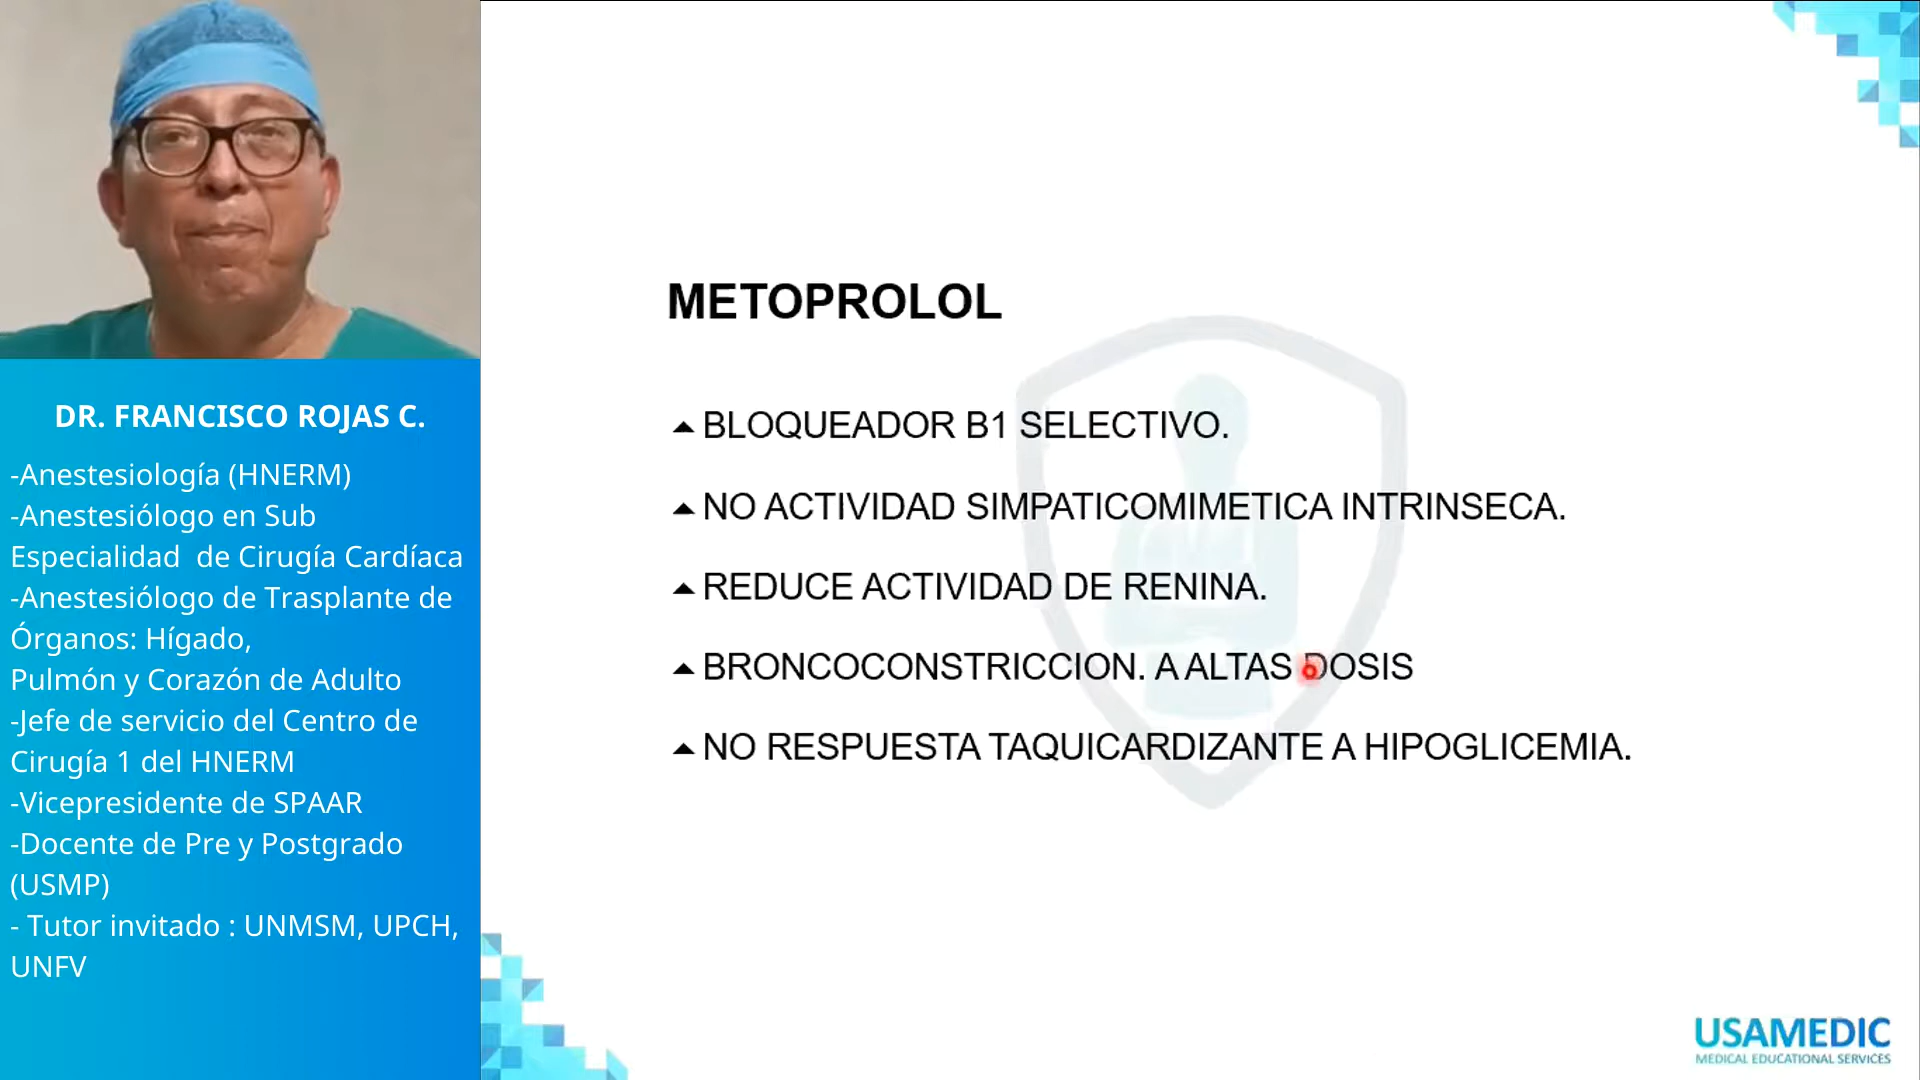 DR. FRANCISCO ROJAS C.
-Anestesiología (HNERM)
-Anestesiólogo en Sub
Especialidad  de Cirugía Cardíaca
-Anestesiólogo de Trasplante de
Órganos: Hígado,
Pulmón y Corazón de Adulto
-Jefe de servicio del Centro de
Cirugía 1 del HNERM
-Vicepresidente de SPAAR
-Docente de Pre y Postgrado
(USMP)
- Tutor invitado : UNMSM, UPCH,
UNFV
METOPROLOL
BLOQUEADOR B1 SELECTIVO.
NO ACTIVIDAD SIMPATICOMIMETICA INTRINSECA.
REDUCE ACTIVIDAD DE RENINA.
BRONCOCONSTRICCION. A ALTAS DOSIS
NO RESPUESTA TAQUICARDIZANTE A HIPOGLICEMIA.
USAMEDIC
MEDICAL EDUCATIONAL SERVICES